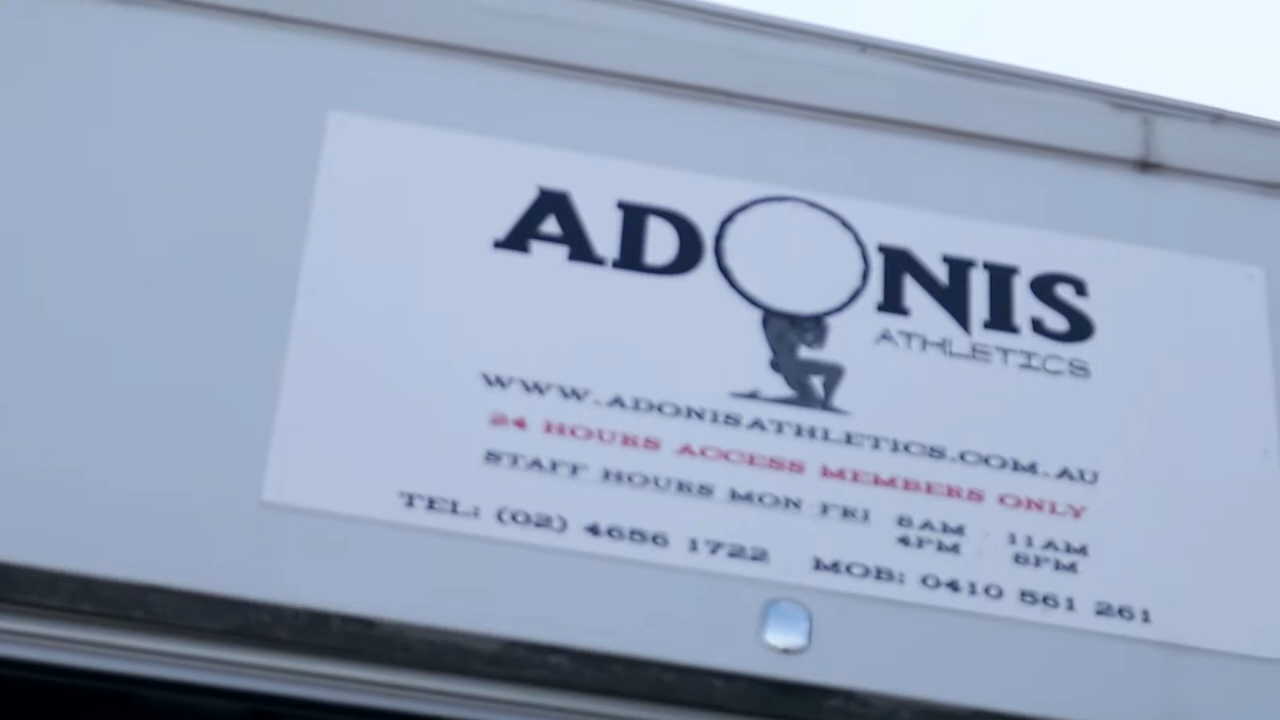 ADONIS
ATHLETICS
WWW.ADONISATHLETICS.COM.AU
24 HOURS ACCESS MEMBERS ONLY
STAFF HOURS MON FRI 8AM - 11AM
4PM - 8PM
TEL: (02) 4656 1722 MOB: 0410 561 261